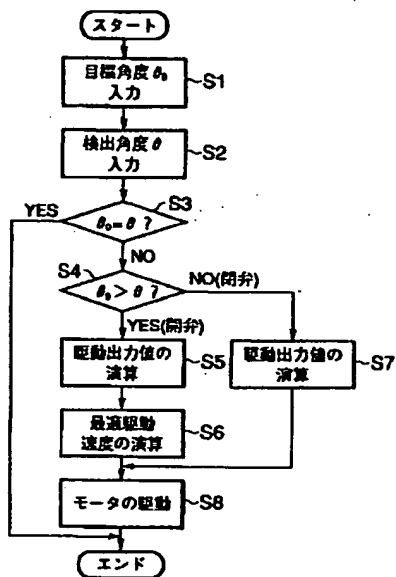 スタート
目標角度 θ₀
入力
S1
検出角度 θ
入力
S2
YES
S3
θ₀=θ ?
NO
S4
θ₀>θ ?
NO(閉弁)
YES(開弁)
駆動出力値の
演算
S5
駆動出力値の
演算
S7
最適駆動
速度の演算
S6
モータの駆動
S8
エンド